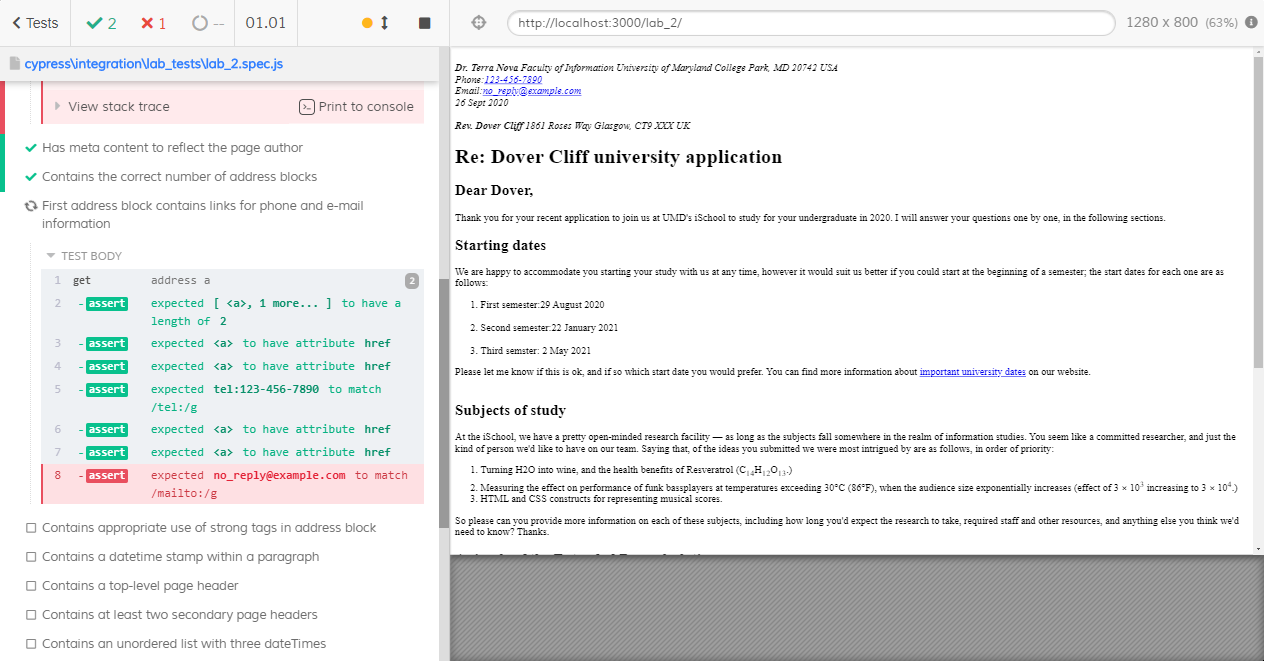 Tests
2
1
--
01.01
http://localhost:3000/lab_2/
1280 x 800 (63%)
cypress\integration\lab_tests\lab_2.spec.js
View stack trace
Print to console
Has meta content to reflect the page author
Contains the correct number of address blocks
First address block contains links for phone and e-mail
information
TEST BODY
1 get address a 2
2 - assert expected [ <a>, 1 more... ] to have a
length of 2
3 - assert expected <a> to have attribute href
4 - assert expected <a> to have attribute href
5 - assert expected tel:123-456-7890 to match
/tel:/g
6 - assert expected <a> to have attribute href
7 - assert expected <a> to have attribute href
8 - assert expected no_reply@example.com to match
/mailto:/g
Contains appropriate use of strong tags in address block
Contains a datetime stamp within a paragraph
Contains a top-level page header
Contains at least two secondary page headers
Contains an unordered list with three dateTimes
Dr. Terra Nova Faculty of Information University of Maryland College Park, MD 20742 USA
Phone:123-456-7890
Email:no_reply@example.com
26 Sept 2020
Rev. Dover Cliff 1861 Roses Way Glasgow, CT9 XXX UK
Re: Dover Cliff university application
Dear Dover,
Thank you for your recent application to join us at UMD's iSchool to study for your undergraduate in 2020. I will answer your questions one by one, in the following sections.
Starting dates
We are happy to accommodate you starting your study with us at any time, however it would suit us better if you could start at the beginning of a semester; the start dates for each one are as
follows:
1. First semester:29 August 2020
2. Second semester:22 January 2021
3. Third semster: 2 May 2021
Please let me know if this is ok, and if so which start date you would prefer. You can find more information about important university dates on our website.
Subjects of study
At the iSchool, we have a pretty open-minded research facility — as long as the subjects fall somewhere in the realm of information studies. You seem like a committed researcher, and just the
kind of person we'd like to have on our team. Saying that, of the ideas you submitted we were most intrigued by are as follows, in order of priority:
1. Turning H2O into wine, and the health benefits of Resveratrol (C₁₄H₁₂O₁₃.)
2. Measuring the effect on performance of funk bassplayers at temperatures exceeding 30°C (86°F), when the audience size exponentially increases (effect of 3 × 10³ increasing to 3 × 10⁴.)
3. HTML and CSS constructs for representing musical scores.
So please can you provide more information on each of these subjects, including how long you'd expect the research to take, required staff and other resources, and anything else you think we'd
need to know? Thanks.